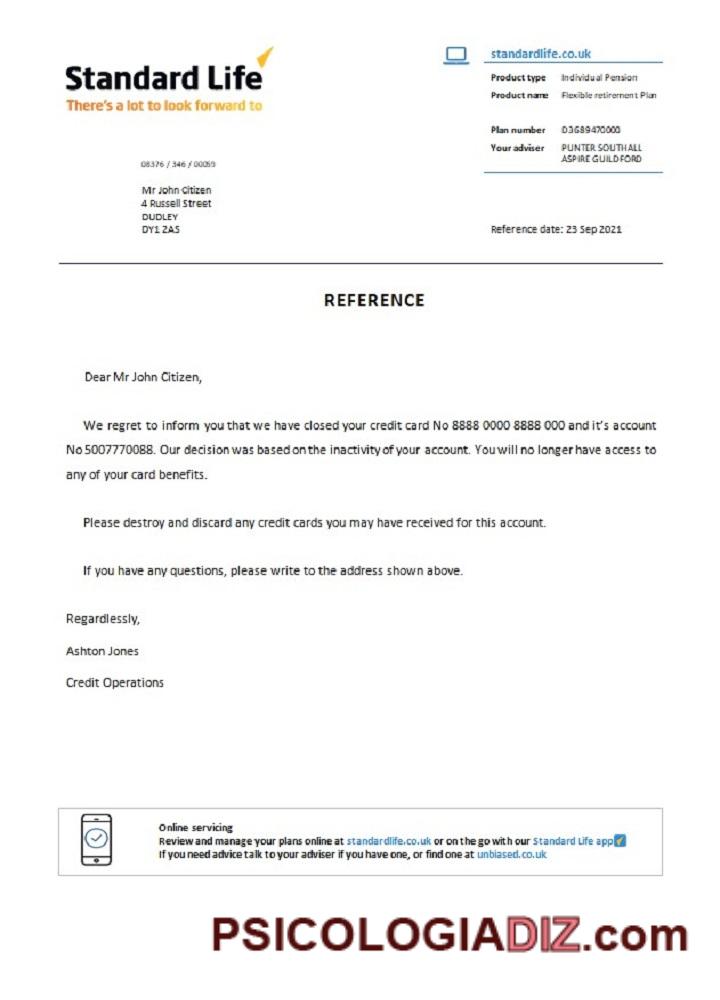 Standard Life
There's a lot to look forward to
standardlife.co.uk
Product type Individual Pension
Product name Flexible retirement Plan
Plan number D3689470000
Your adviser PUNTER SOUTHALL
ASPIRE GUILDFORD
08376 / 346 / 00059
Mr John Citizen
4 Russell Street
DUDLEY
DY1 2AS
Reference date: 23 Sep 2021
REFERENCE
Dear Mr John Citizen,
We regret to inform you that we have closed your credit card No 8888 0000 8888 000 and it's account
No 5007770088. Our decision was based on the inactivity of your account. You will no longer have access to
any of your card benefits.
Please destroy and discard any credit cards you may have received for this account.
If you have any questions, please write to the address shown above.
Regardlessly,
Ashton Jones
Credit Operations
Online servicing
Review and manage your plans online at standardlife.co.uk or on the go with our Standard Life app
If you need advice talk to your adviser if you have one, or find one at unbiased.co.uk
PSICOLOGIADIZ.com